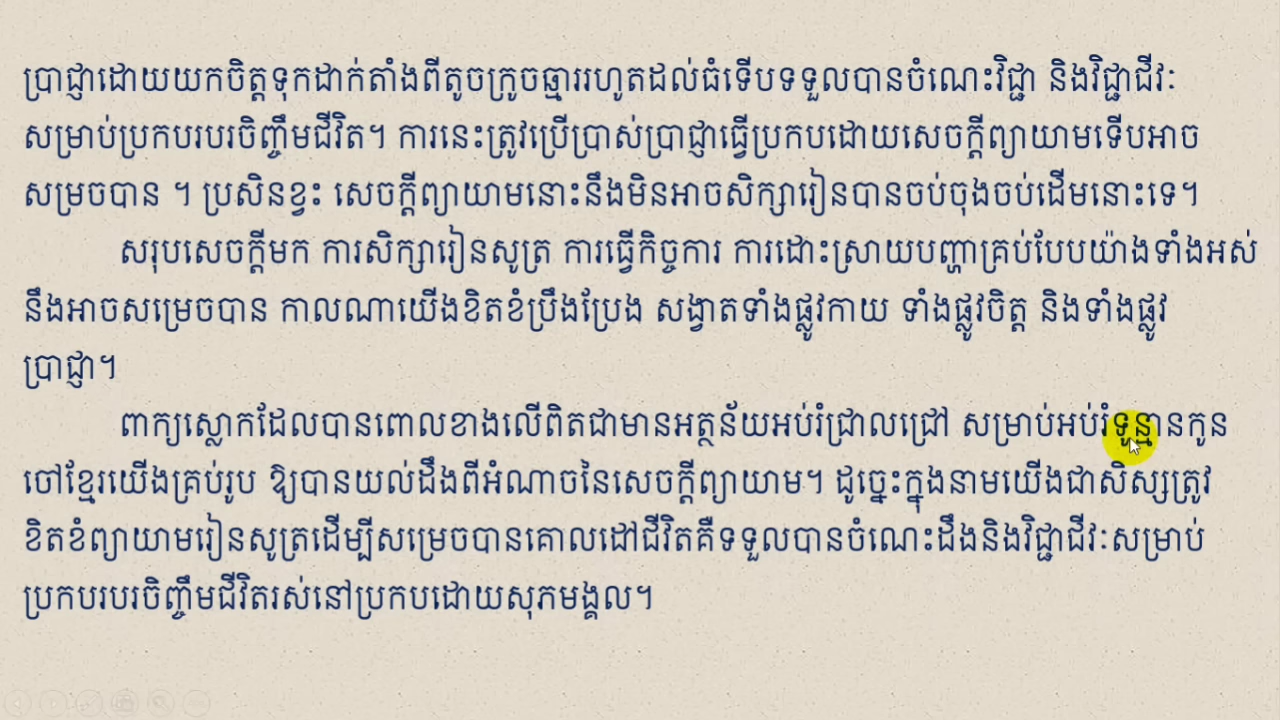 ប្រាជ្ញាដោយយកចិត្តទុកដាក់តាំងពីតូចក្រូចឆ្មាររហូតដល់ធំទើបទទួលបានចំណេះវិជ្ជា និងវិជ្ជាជីវៈ
សម្រាប់ប្រកបរបរចិញ្ចឹមជីវិត។ ការនេះត្រូវប្រើប្រាស់ប្រាជ្ញាធ្វើប្រកបដោយសេចក្តីព្យាយាមទើបអាច
សម្រចបាន ។ ប្រសិនខ្វះ សេចក្តីព្យាយាមនោះនឹងមិនអាចសិក្សារៀនបានចប់ចុងចប់ដើមនោះទេ។
សរុបសេចក្តីមក ការសិក្សារៀនសូត្រ ការធ្វើកិច្ចការ ការដោះស្រាយបញ្ហាគ្រប់បែបយ៉ាងទាំងអស់
នឹងអាចសម្រេចបាន កាលណាយើងខិតខំប្រឹងប្រែង សង្វាតទាំងផ្លូវកាយ ទាំងផ្លូវចិត្ត និងទាំងផ្លូវ
ប្រាជ្ញា។
ពាក្យស្លោកដែលបានពោលខាងលើពិតជាមានអត្ថន័យអប់រំជ្រាលជ្រៅ សម្រាប់អប់រំទូន្មានកូន
ចៅខ្មែរយើងគ្រប់រូប ឱ្យបានយល់ដឹងពីអំណាចនៃសេចក្តីព្យាយាម។ ដូច្នេះក្នុងនាមយើងជាសិស្សត្រូវ
ខិតខំព្យាយាមរៀនសូត្រដើម្បីសម្រេចបានគោលដៅជីវិតគឺទទួលបានចំណេះដឹងនិងវិជ្ជាជីវៈសម្រាប់
ប្រកបរបរចិញ្ចឹមជីវិតរស់នៅប្រកបដោយសុភមង្គល។